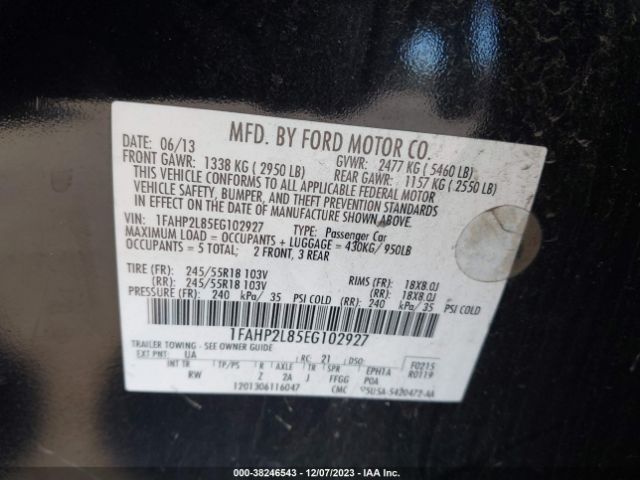 MFD. BY FORD MOTOR CO.
DATE: 06/13 GVWR: 2477 KG ( 5460 LB)
FRONT GAWR: 1338 KG ( 2950 LB) REAR GAWR: 1157 KG ( 2550 LB)
THIS VEHICLE CONFORMS TO ALL APPLICABLE FEDERAL MOTOR
VEHICLE SAFETY, BUMPER, AND THEFT PREVENTION STANDARDS
IN EFFECT ON THE DATE OF MANUFACTURE SHOWN ABOVE.
VIN: 1FAHP2L85EG102927 TYPE: Passenger Car
MAXIMUM LOAD = OCCUPANTS + LUGGAGE = 430KG/ 950LB
OCCUPANTS = 5 TOTAL; 2 FRONT, 3 REAR
TIRE (FR): 245/55R18 103V RIMS (FR): 18X8.0J
(RR): 245/55R18 103V (RR): 18X8.0J
PRESSURE (FR): 240 kPa/ 35 PSI COLD (RR): 240 kPa/ 35 PSI COLD
1FAHP2L85EG102927
TRAILER TOWING - SEE OWNER GUIDE
EXT PNT: UA RC: 21 DSO: F0215
INT TR TP/PS R AXLE TR SPR EPHTA R0119
RW Z 2A J FFGG POA
1201306116047 CMC 5U5A-5420472-AA
000-38246543 - 12/07/2023 - IAA Inc.